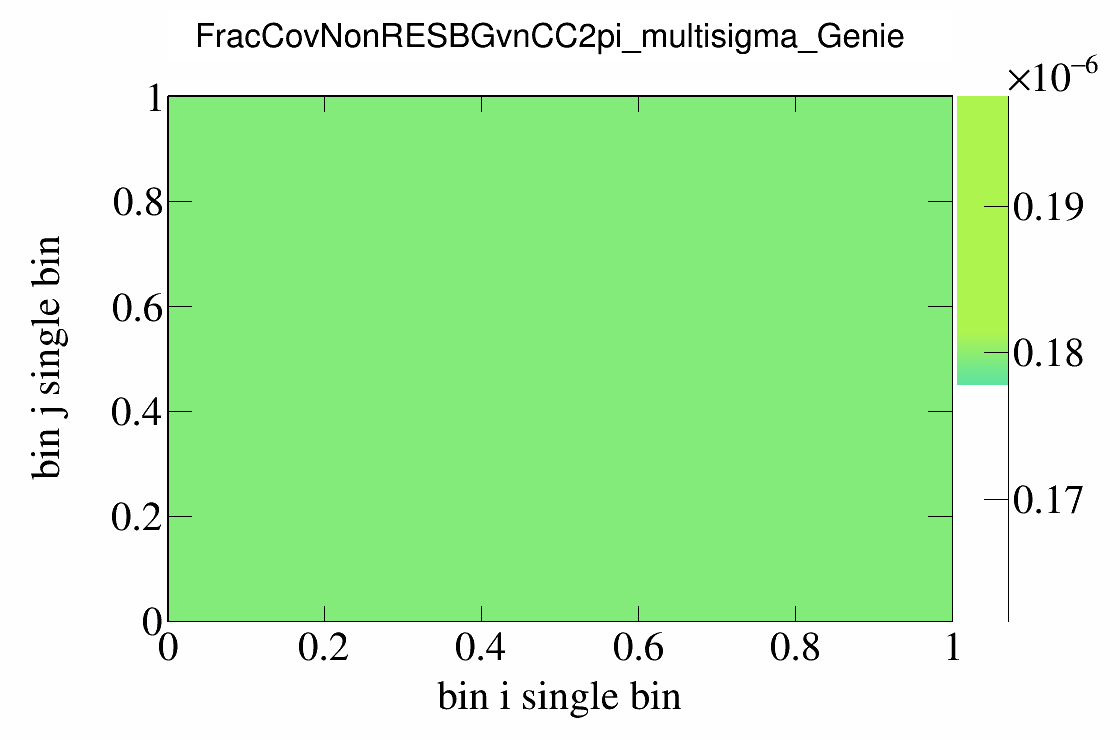 FracCovNonRESBGvnCC2pi_multisigma_Genie
×10⁻⁶
1
0.8
0.6
0.4
0.2
0
bin j single bin
0.19
0.18
0.17
0 0.2 0.4 0.6 0.8 1
bin i single bin